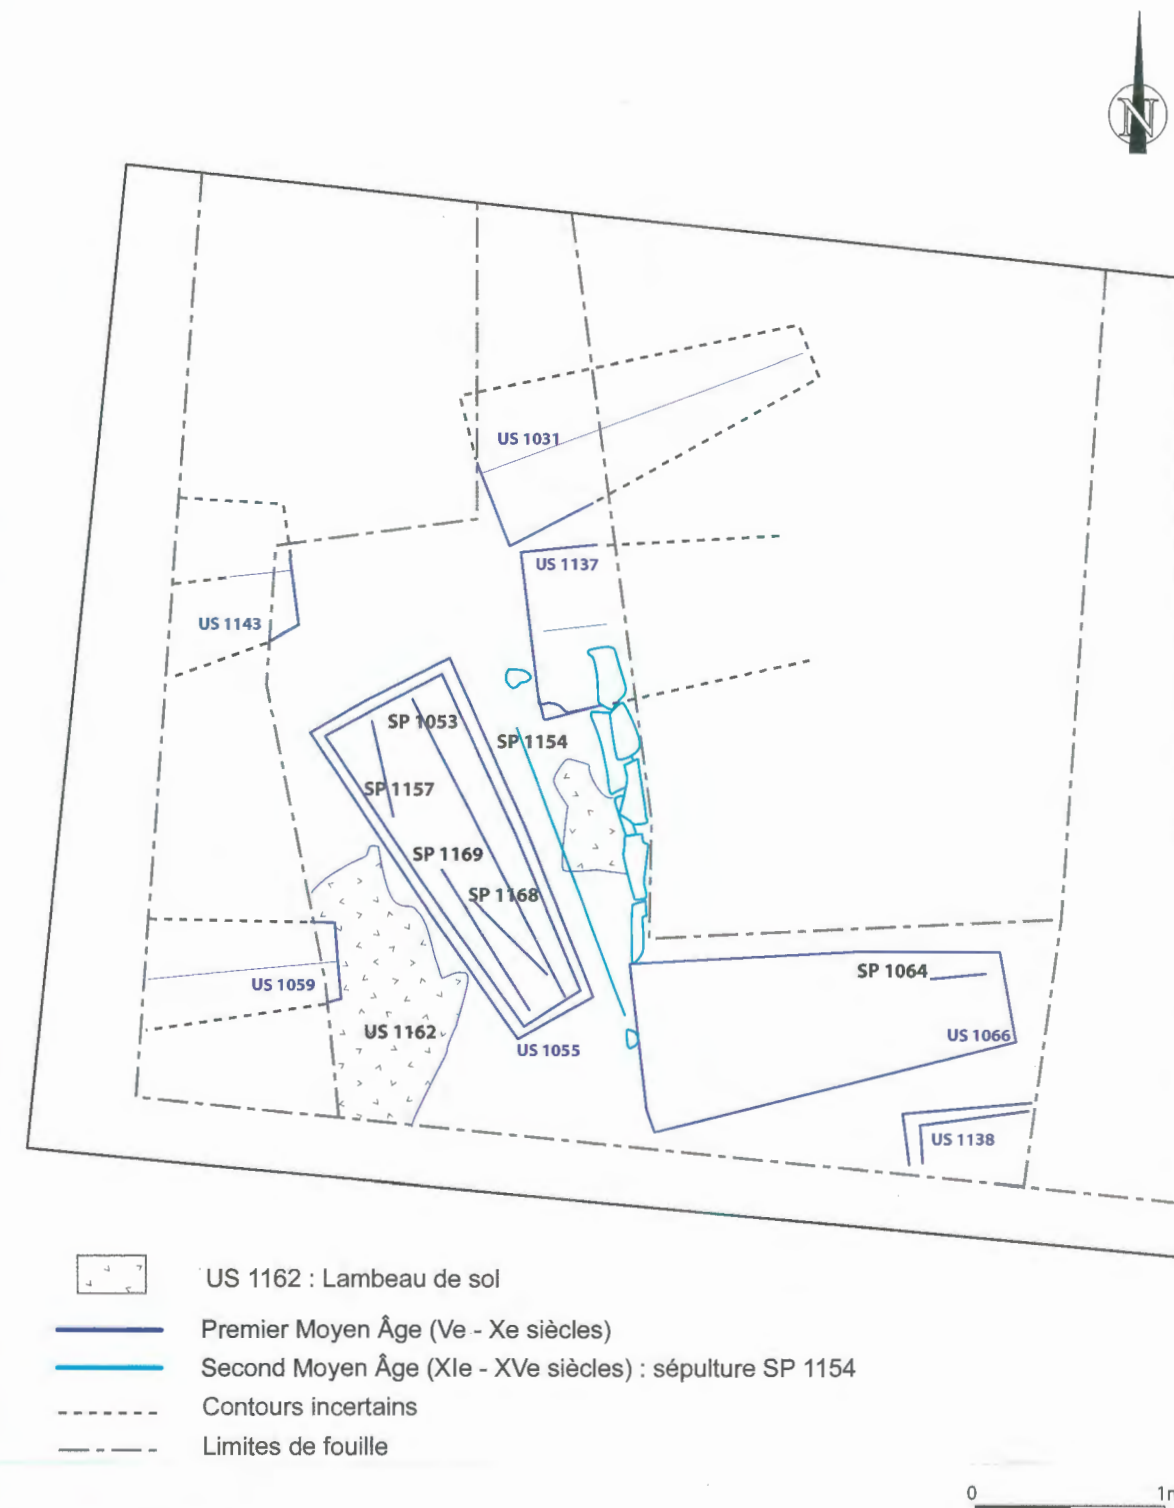 N
US 1031
US 1137
US 1143
SP 1053
SP 1154
SP 1157
SP 1169
SP 1168
SP 1064
US 1059
US 1162
US 1055
US 1066
US 1138
US 1162 : Lambeau de sol
Premier Moyen Âge (Ve - Xe siècles)
Second Moyen Âge (XIe - XVe siècles) : sépulture SP 1154
Contours incertains
Limites de fouille
0 1